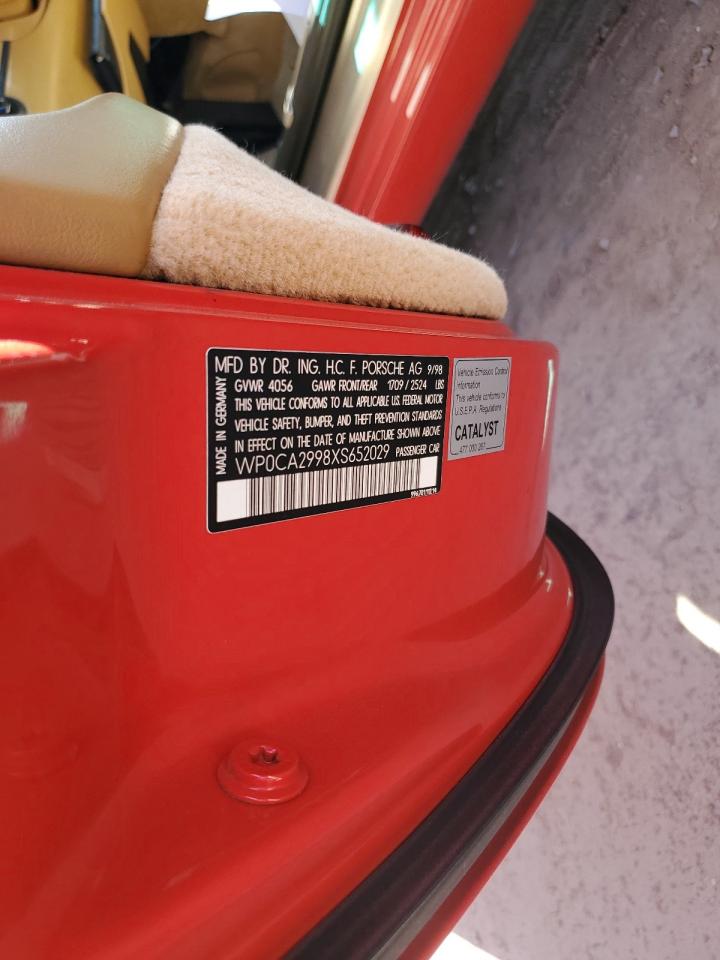 MFD BY DR. ING. H.C. F. PORSCHE AG 9/98
GVWR 4056 GAWR FRONT/REAR 1709 / 2524 LBS
THIS VEHICLE CONFORMS TO ALL APPLICABLE U.S. FEDERAL MOTOR
VEHICLE SAFETY, BUMPER, AND THEFT PREVENTION STANDARDS
IN EFFECT ON THE DATE OF MANUFACTURE SHOWN ABOVE
WP0CA2998XS652029 PASSENGER CAR
MADE IN GERMANY
Vehicle Emission Control
Information
This vehicle conforms to
U.S.E.P.A. Regulations
CATALYST